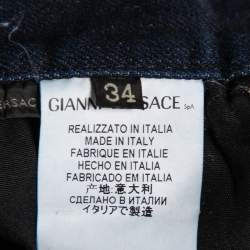 34
GIANNI VERSACE SpA
REALIZZATO IN ITALIA
MADE IN ITALY
FABRIQUE EN ITALIE
HECHO EN ITALIA
FABRICADO EM ITALIA
产地:意大利
СДЕЛАНО В ИТАЛИИ
イタリアで製造